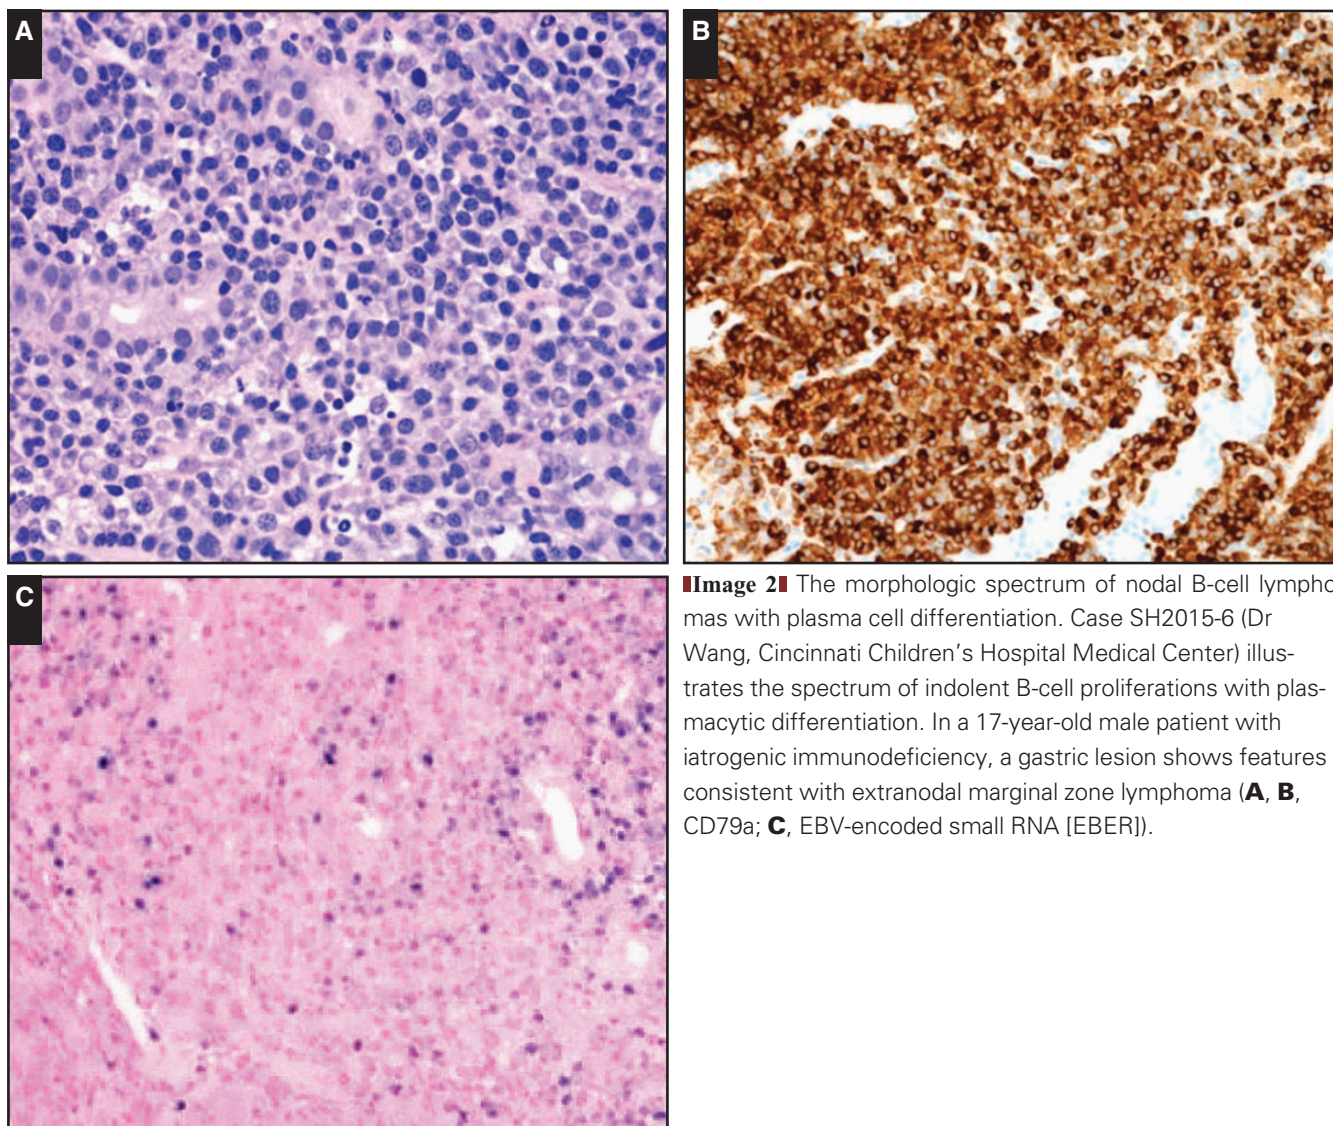 A
B
C
Image 2 The morphologic spectrum of nodal B-cell lympho
mas with plasma cell differentiation. Case SH2015-6 (Dr
Wang, Cincinnati Children's Hospital Medical Center) illus-
trates the spectrum of indolent B-cell proliferations with plas-
macytic differentiation. In a 17-year-old male patient with
iatrogenic immunodeficiency, a gastric lesion shows features
consistent with extranodal marginal zone lymphoma (A, B,
CD79a; C, EBV-encoded small RNA [EBER]).